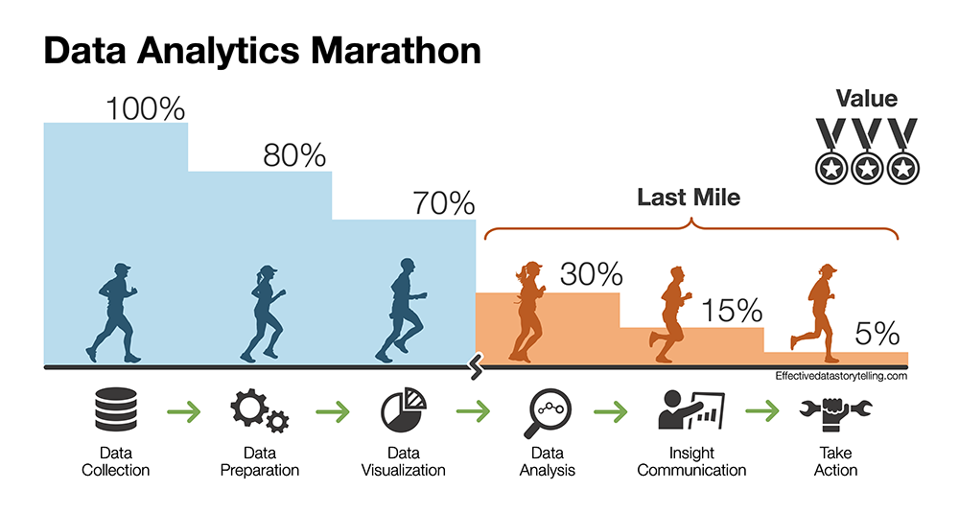 Data Analytics Marathon
100%
80%
70%
30%
15%
5%
Value
Last Mile
Effectivedatastorytelling.com
Data
Collection
Data
Preparation
Data
Visualization
Data
Analysis
Insight
Communication
Take
Action